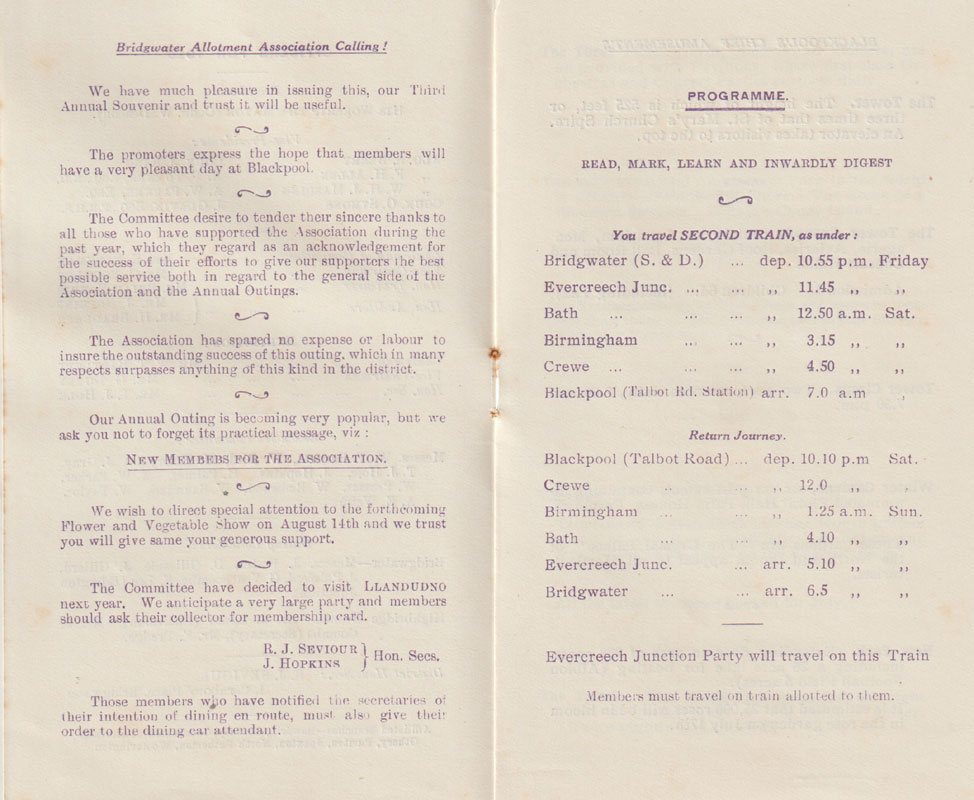 Bridgwater Allotment Association Calling!
We have much pleasure in issuing this, our Third
Annual Souvenir and trust it will be useful.
The promoters express the hope that members will
have a very pleasant day at Blackpool.
The Committee desire to tender their sincere thanks to
all those who have supported the Association during the
past year, which they regard as an acknowledgement for
the success of their efforts to give our supporters the best
possible service both in regard to the general side of the
Association and the Annual Outings.
The Association has spared no expense or labour to
insure the outstanding success of this outing, which in many
respects surpasses anything of this kind in the district.
Our Annual Outing is becoming very popular, but we
ask you not to forget its practical message, viz :
NEW MEMBERS FOR THE ASSOCIATION.
We wish to direct special attention to the forthcoming
Flower and Vegetable Show on August 14th and we trust
you will give same your generous support.
The Committee have decided to visit LLANDUDNO
next year. We anticipate a very large party and members
should ask their collector for membership card.
R. J. SEVIOUR
J. HOPKINS } Hon. Secs.
Those members who have notified the secretaries of
their intention of dining en route, must also give their
order to the dining car attendant.
PROGRAMME.
READ, MARK, LEARN AND INWARDLY DIGEST
You travel SECOND TRAIN, as under:
Bridgwater (S. & D.) ... dep. 10.55 p.m. Friday
Evercreech Junc. ... ... ,, 11.45 ,, ,,
Bath ... ... ... ,, 12.50 a.m. Sat.
Birmingham ... ... ,, 3.15 ,, ,,
Crewe ... ... ... ,, 4.50 ,, ,,
Blackpool (Talbot Rd. Station) arr. 7.0 a.m ,,
Return Journey.
Blackpool (Talbot Road) ... dep. 10.10 p.m Sat.
Crewe ... ... ,, 12.0 ,, ,,
Birmingham ... ... ,, 1.25 a.m. Sun.
Bath ... ... ,, 4.10 ,, ,,
Evercreech Junc. ... arr. 5.10 ,, ,,
Bridgwater ... ... arr. 6.5 ,, ,,
Evercreech Junction Party will travel on this Train
Members must travel on train allotted to them.